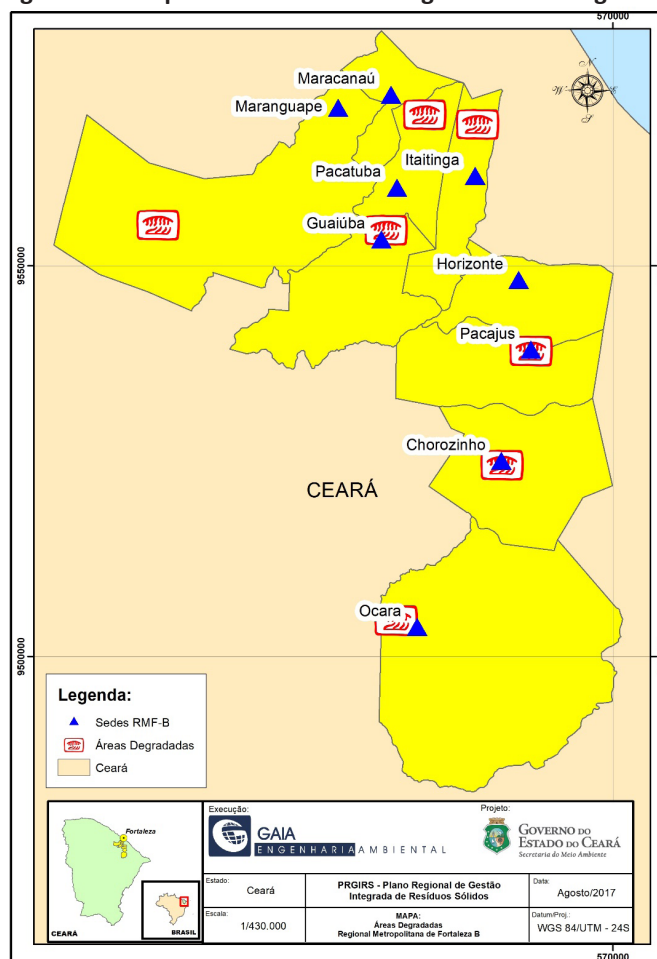 570000
N
W
E
S
Maracanaú
Maranguape
Itaitinga
Pacatuba
Guaiúba
9550000
Horizonte
Pacajus
Chorozinho
CEARÁ
Ocara
9500000
Legenda:
Sedes RMF-B
Áreas Degradadas
Ceará
Fortaleza
CEARÁ
BRASIL
Execução:
GAIA
ENGENHARIA AMBIENTAL
Projeto:
GOVERNO DO
ESTADO DO CEARÁ
Secretaria do Meio Ambiente
Estado:
Ceará
PRGIRS - Plano Regional de Gestão
Integrada de Resíduos Sólidos
Data:
Agosto/2017
Escala:
1/430.000
MAPA:
Áreas Degradadas
Regional Metropolitana de Fortaleza B
Datum/Proj.:
WGS 84/UTM - 24S
570000